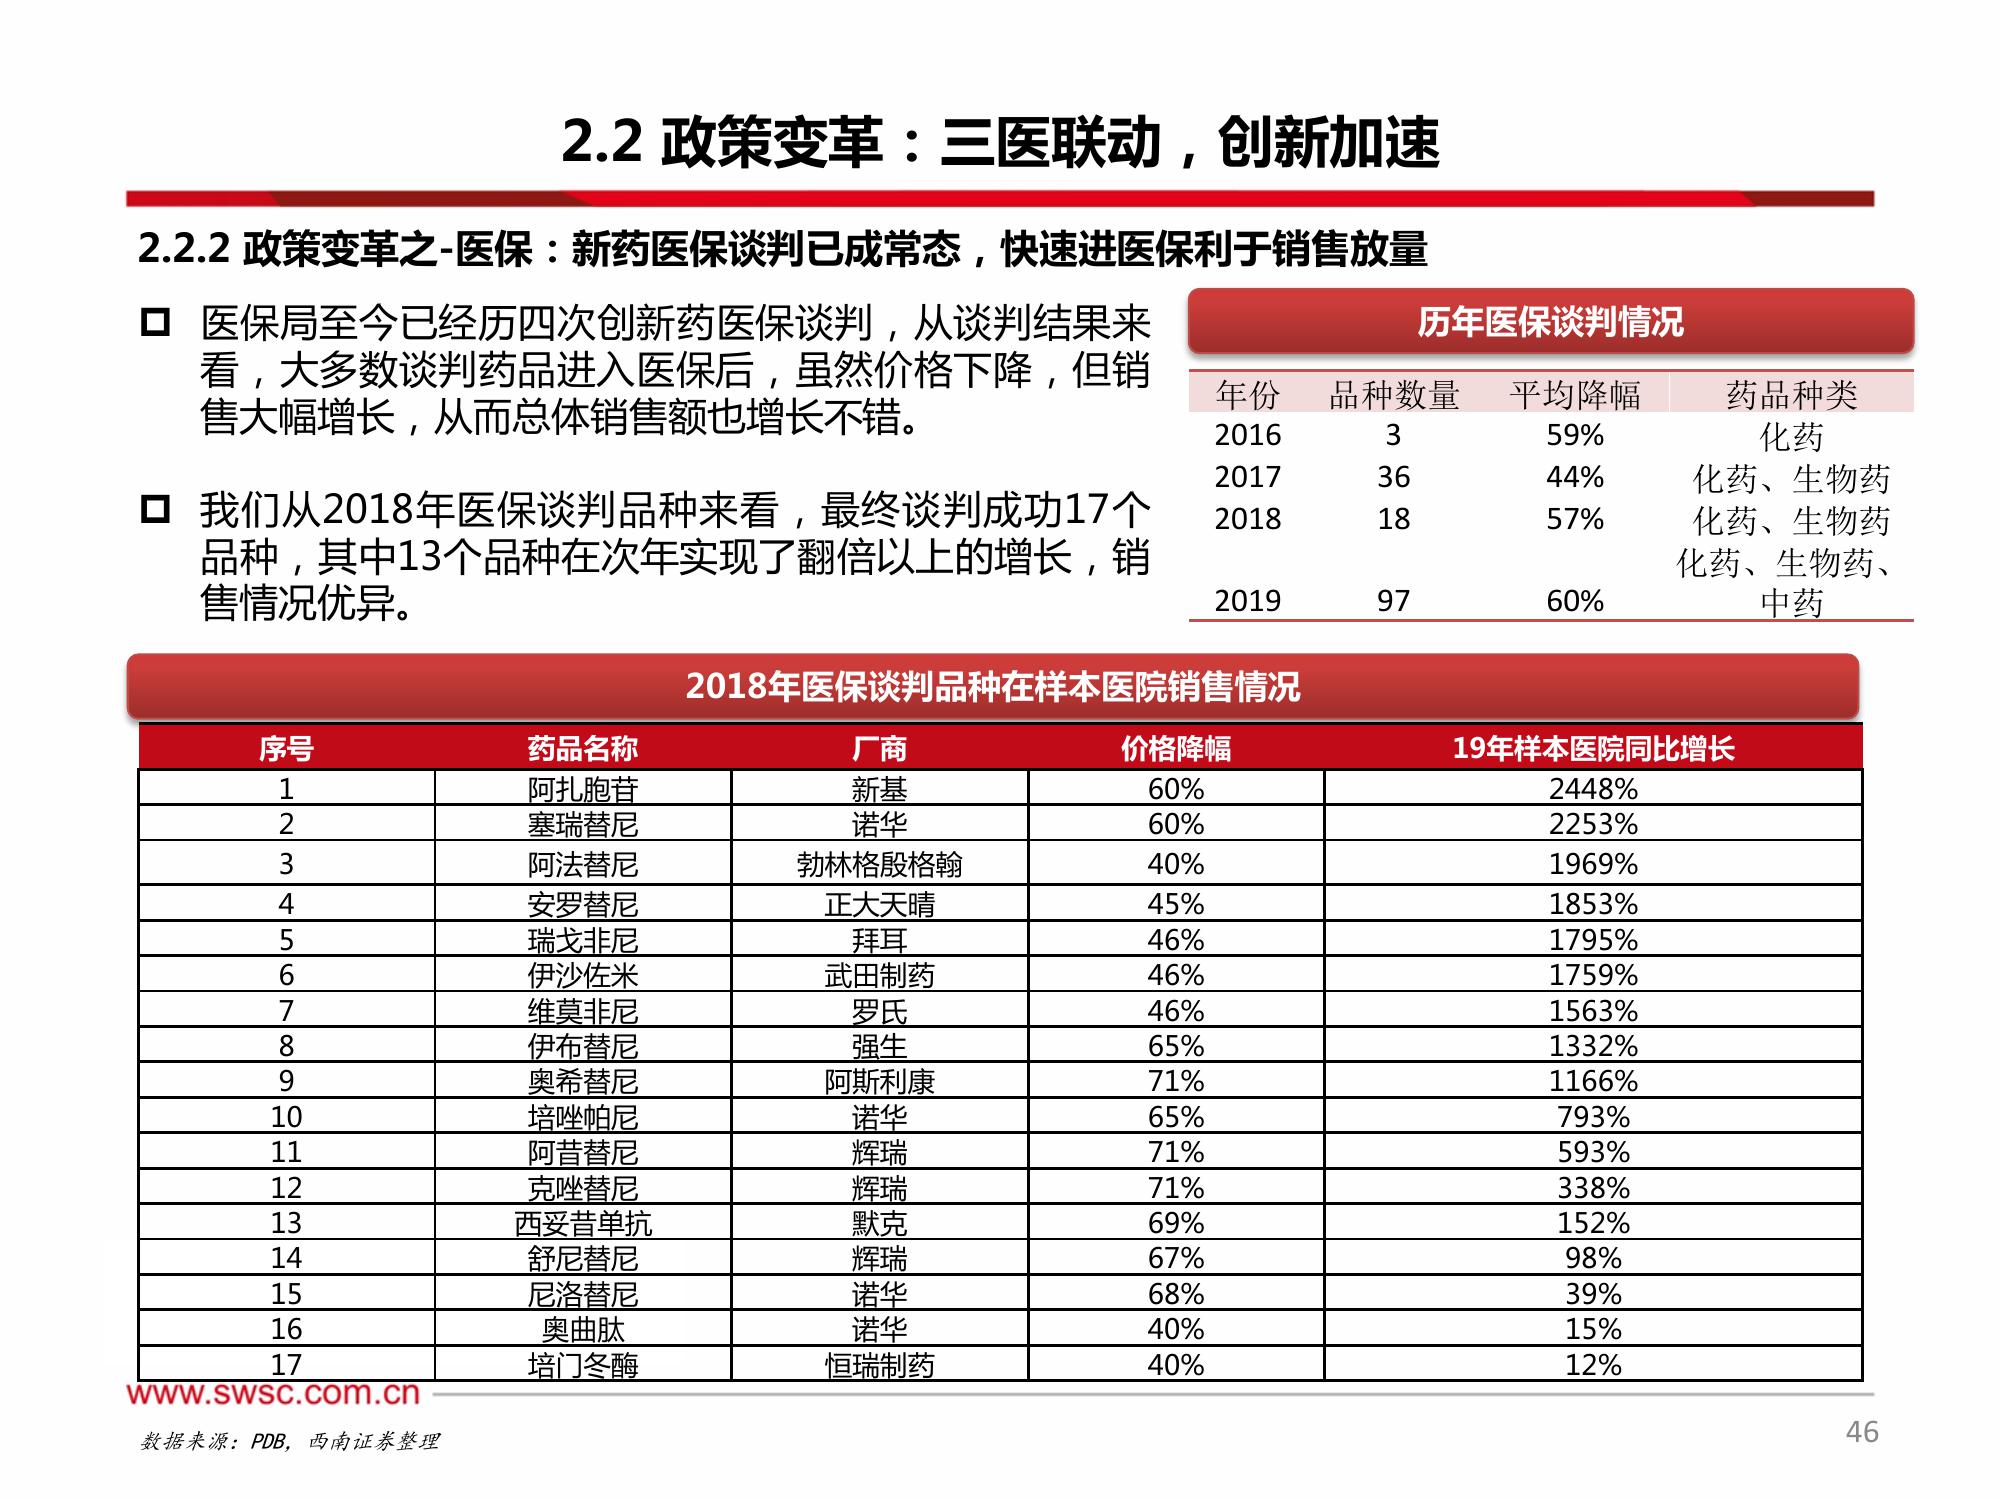 2.2 政策变革：三医联动，创新加速
2.2.2 政策变革之-医保：新药医保谈判已成常态，快速进医保利于销售放量
医保局至今已经历四次创新药医保谈判，从谈判结果来
看，大多数谈判药品进入医保后，虽然价格下降，但销
售大幅增长，从而总体销售额也增长不错。
我们从2018年医保谈判品种来看，最终谈判成功17个
品种，其中13个品种在次年实现了翻倍以上的增长，销
售情况优异。
历年医保谈判情况
年份 品种数量 平均降幅 药品种类
2016 3 59% 化药
2017 36 44% 化药、生物药
2018 18 57% 化药、生物药
化药、生物药、
2019 97 60% 中药
2018年医保谈判品种在样本医院销售情况
序号 药品名称 厂商 价格降幅 19年样本医院同比增长
1 阿扎胞苷 新基 60% 2448%
2 塞瑞替尼 诺华 60% 2253%
3 阿法替尼 勃林格殷格翰 40% 1969%
4 安罗替尼 正大天晴 45% 1853%
5 瑞戈非尼 拜耳 46% 1795%
6 伊沙佐米 武田制药 46% 1759%
7 维莫非尼 罗氏 46% 1563%
8 伊布替尼 强生 65% 1332%
9 奥希替尼 阿斯利康 71% 1166%
10 培唑帕尼 诺华 65% 793%
11 阿昔替尼 辉瑞 71% 593%
12 克唑替尼 辉瑞 71% 338%
13 西妥昔单抗 默克 69% 152%
14 舒尼替尼 辉瑞 67% 98%
15 尼洛替尼 诺华 68% 39%
16 奥曲肽 诺华 40% 15%
17 培门冬酶 恒瑞制药 40% 12%
www.swsc.com.cn
数据来源：PDB，西南证券整理
46